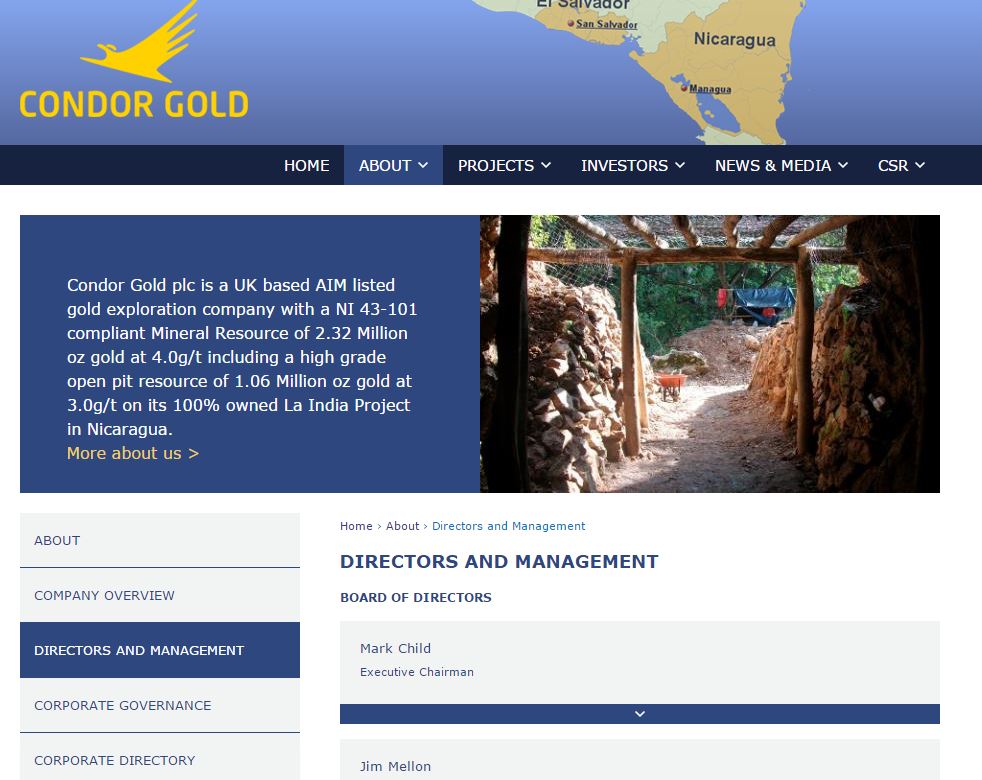 El Salvador
San Salvador
Nicaragua
Managua
CONDOR GOLD
HOME
ABOUT
PROJECTS
INVESTORS
NEWS & MEDIA
CSR
Condor Gold plc is a UK based AIM listed
gold exploration company with a NI 43-101
compliant Mineral Resource of 2.32 Million
oz gold at 4.0g/t including a high grade
open pit resource of 1.06 Million oz gold at
3.0g/t on its 100% owned La India Project
in Nicaragua.
More about us >
ABOUT
COMPANY OVERVIEW
DIRECTORS AND MANAGEMENT
CORPORATE GOVERNANCE
CORPORATE DIRECTORY
Home › About › Directors and Management
DIRECTORS AND MANAGEMENT
BOARD OF DIRECTORS
Mark Child
Executive Chairman
Jim Mellon